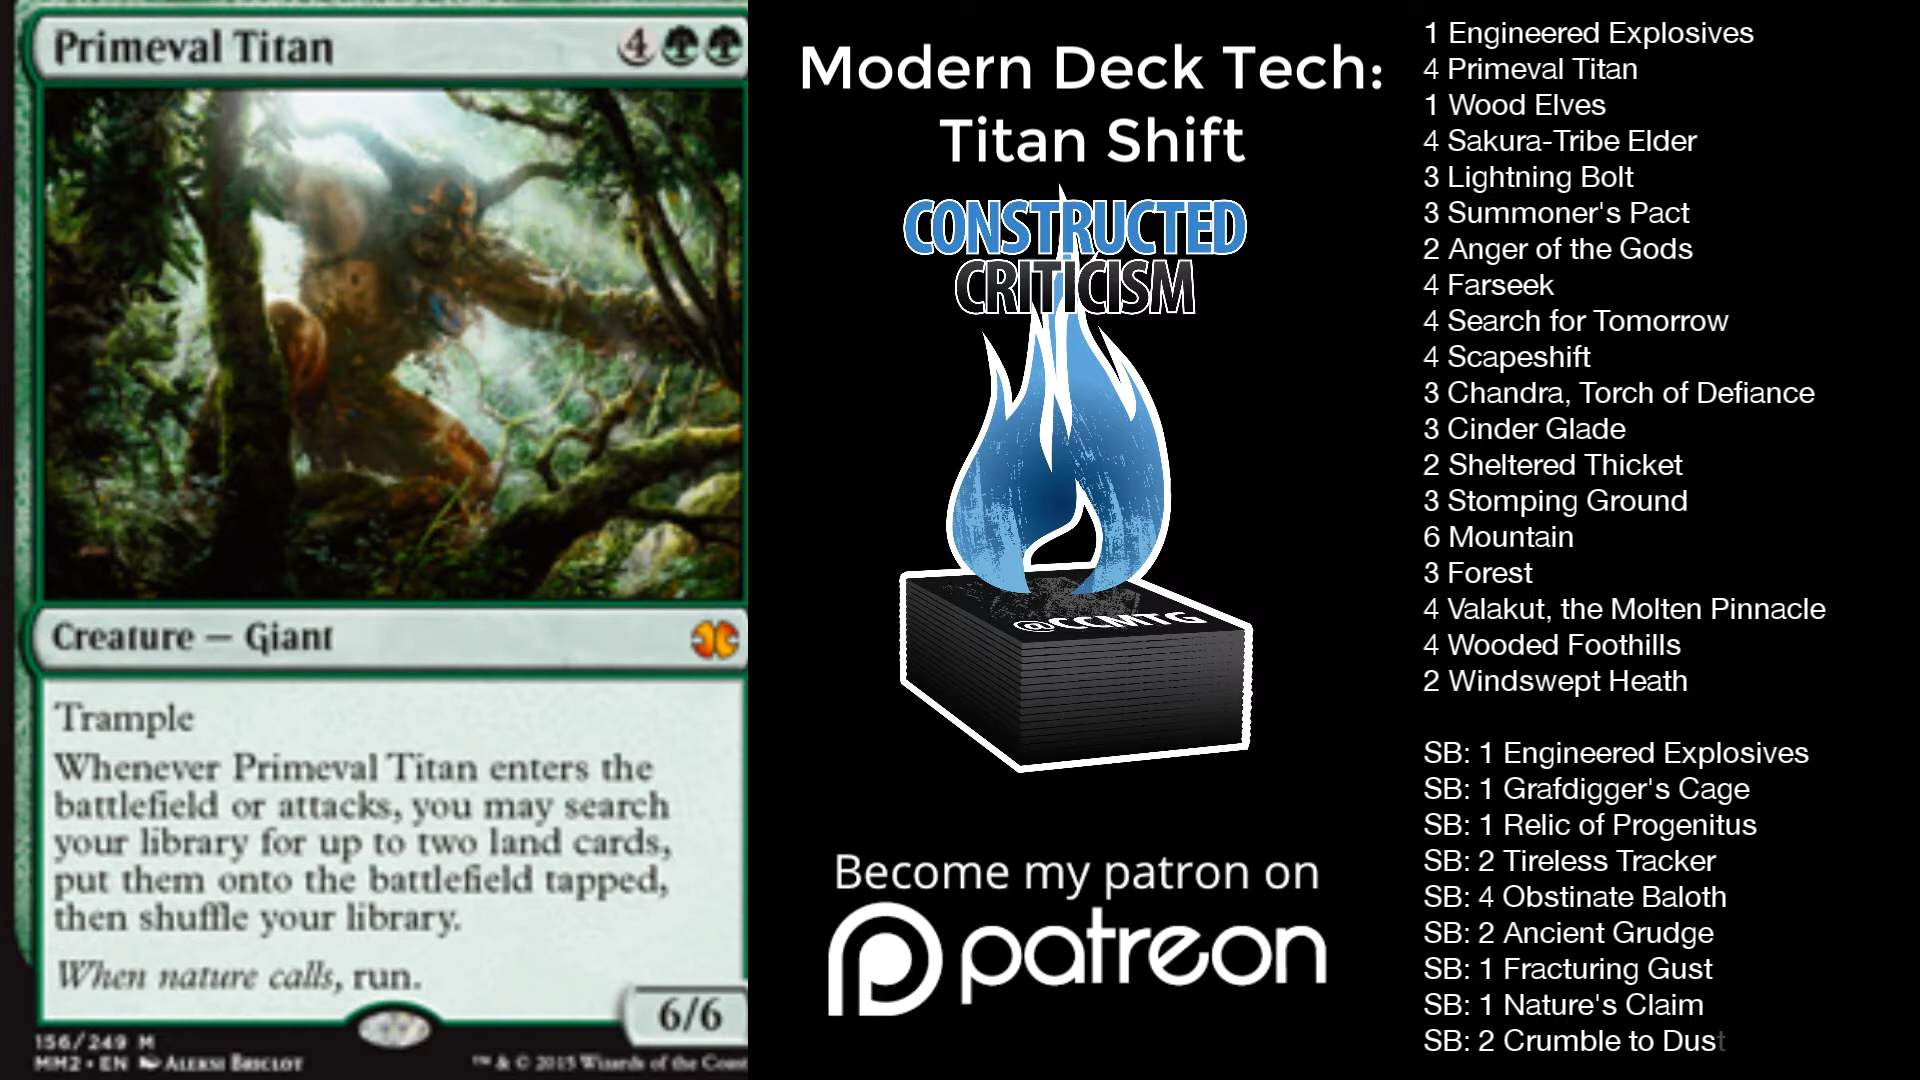 Primeval Titan
4
Creature — Giant
Trample
Whenever Primeval Titan enters the
battlefield or attacks, you may search
your library for up to two land cards,
put them onto the battlefield tapped,
then shuffle your library.
When nature calls, run.
6/6
156/249 M
MM2 • EN Aleksi Briclot
™ & © 2015 Wizards of the Coast
Modern Deck Tech:
Titan Shift
CONSTRUCTED
CRITICISM
@CCMTG
Become my patron on
patreon
1 Engineered Explosives
4 Primeval Titan
1 Wood Elves
4 Sakura-Tribe Elder
3 Lightning Bolt
3 Summoner's Pact
2 Anger of the Gods
4 Farseek
4 Search for Tomorrow
4 Scapeshift
3 Chandra, Torch of Defiance
3 Cinder Glade
2 Sheltered Thicket
3 Stomping Ground
6 Mountain
3 Forest
4 Valakut, the Molten Pinnacle
4 Wooded Foothills
2 Windswept Heath
SB: 1 Engineered Explosives
SB: 1 Grafdigger's Cage
SB: 1 Relic of Progenitus
SB: 2 Tireless Tracker
SB: 4 Obstinate Baloth
SB: 2 Ancient Grudge
SB: 1 Fracturing Gust
SB: 1 Nature's Claim
SB: 2 Crumble to Dust